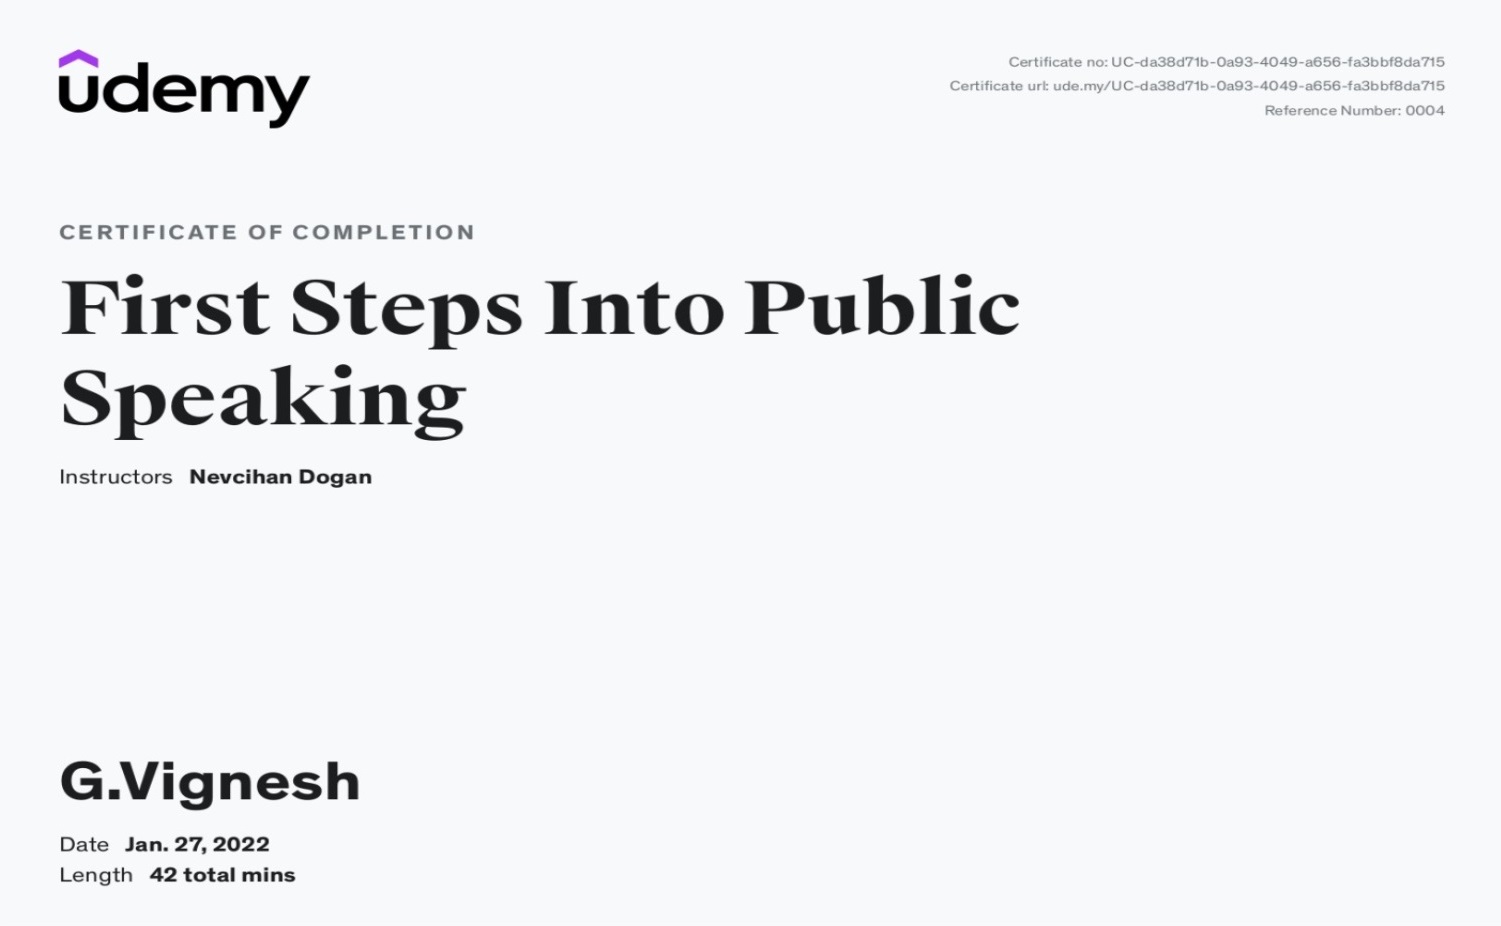 udemy
Certificate no: UC-da38d71b-0a93-4049-a656-fa3bbf8da715
Certificate url: ude.my/UC-da38d71b-0a93-4049-a656-fa3bbf8da715
Reference Number: 0004
CERTIFICATE OF COMPLETION
First Steps Into Public
Speaking
Instructors Nevcihan Dogan
G.Vignesh
Date Jan. 27, 2022
Length 42 total mins